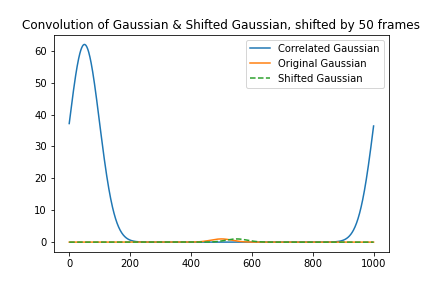 Convolution of Gaussian & Shifted Gaussian, shifted by 50 frames
Correlated Gaussian
Original Gaussian
Shifted Gaussian
60
50
40
30
20
10
0
0 200 400 600 800 1000